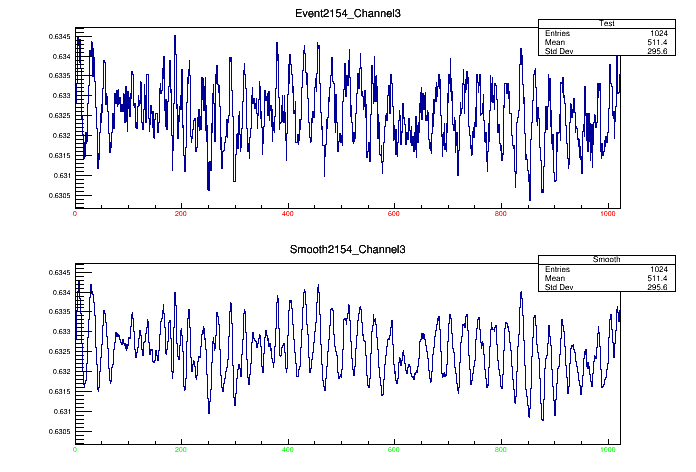 Event2154_Channel3
Test
Entries 1024
Mean 511.4
Std Dev 295.6
0.6345
0.634
0.6335
0.633
0.6325
0.632
0.6315
0.631
0.6305
0 200 400 600 800 1000
Smooth2154_Channel3
Smooth
Entries 1024
Mean 511.4
Std Dev 295.6
0.6345
0.634
0.6335
0.633
0.6325
0.632
0.6315
0.631
0.6305
0 200 400 600 800 1000